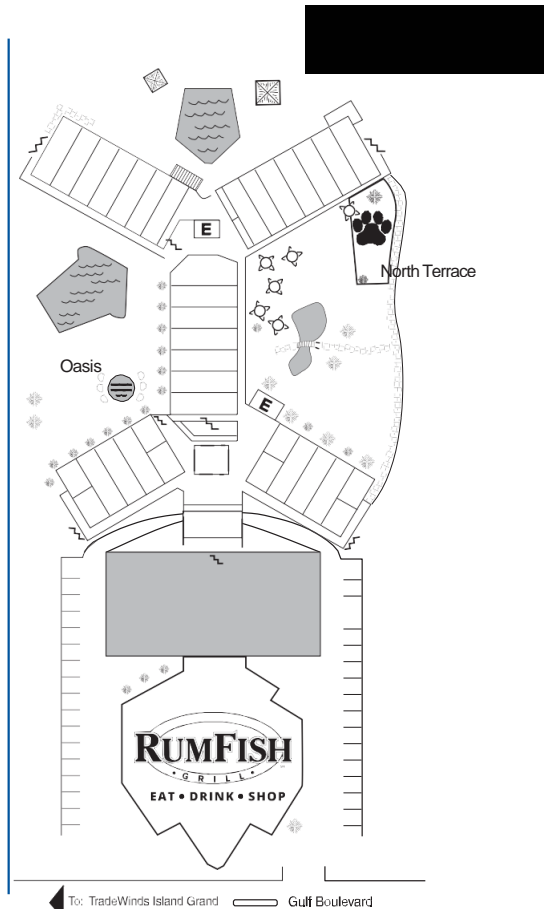 E
North Terrace
Oasis
E
RUMFISH
GRILL
EAT • DRINK • SHOP
To: TradeWinds Island Grand
Gulf Boulevard